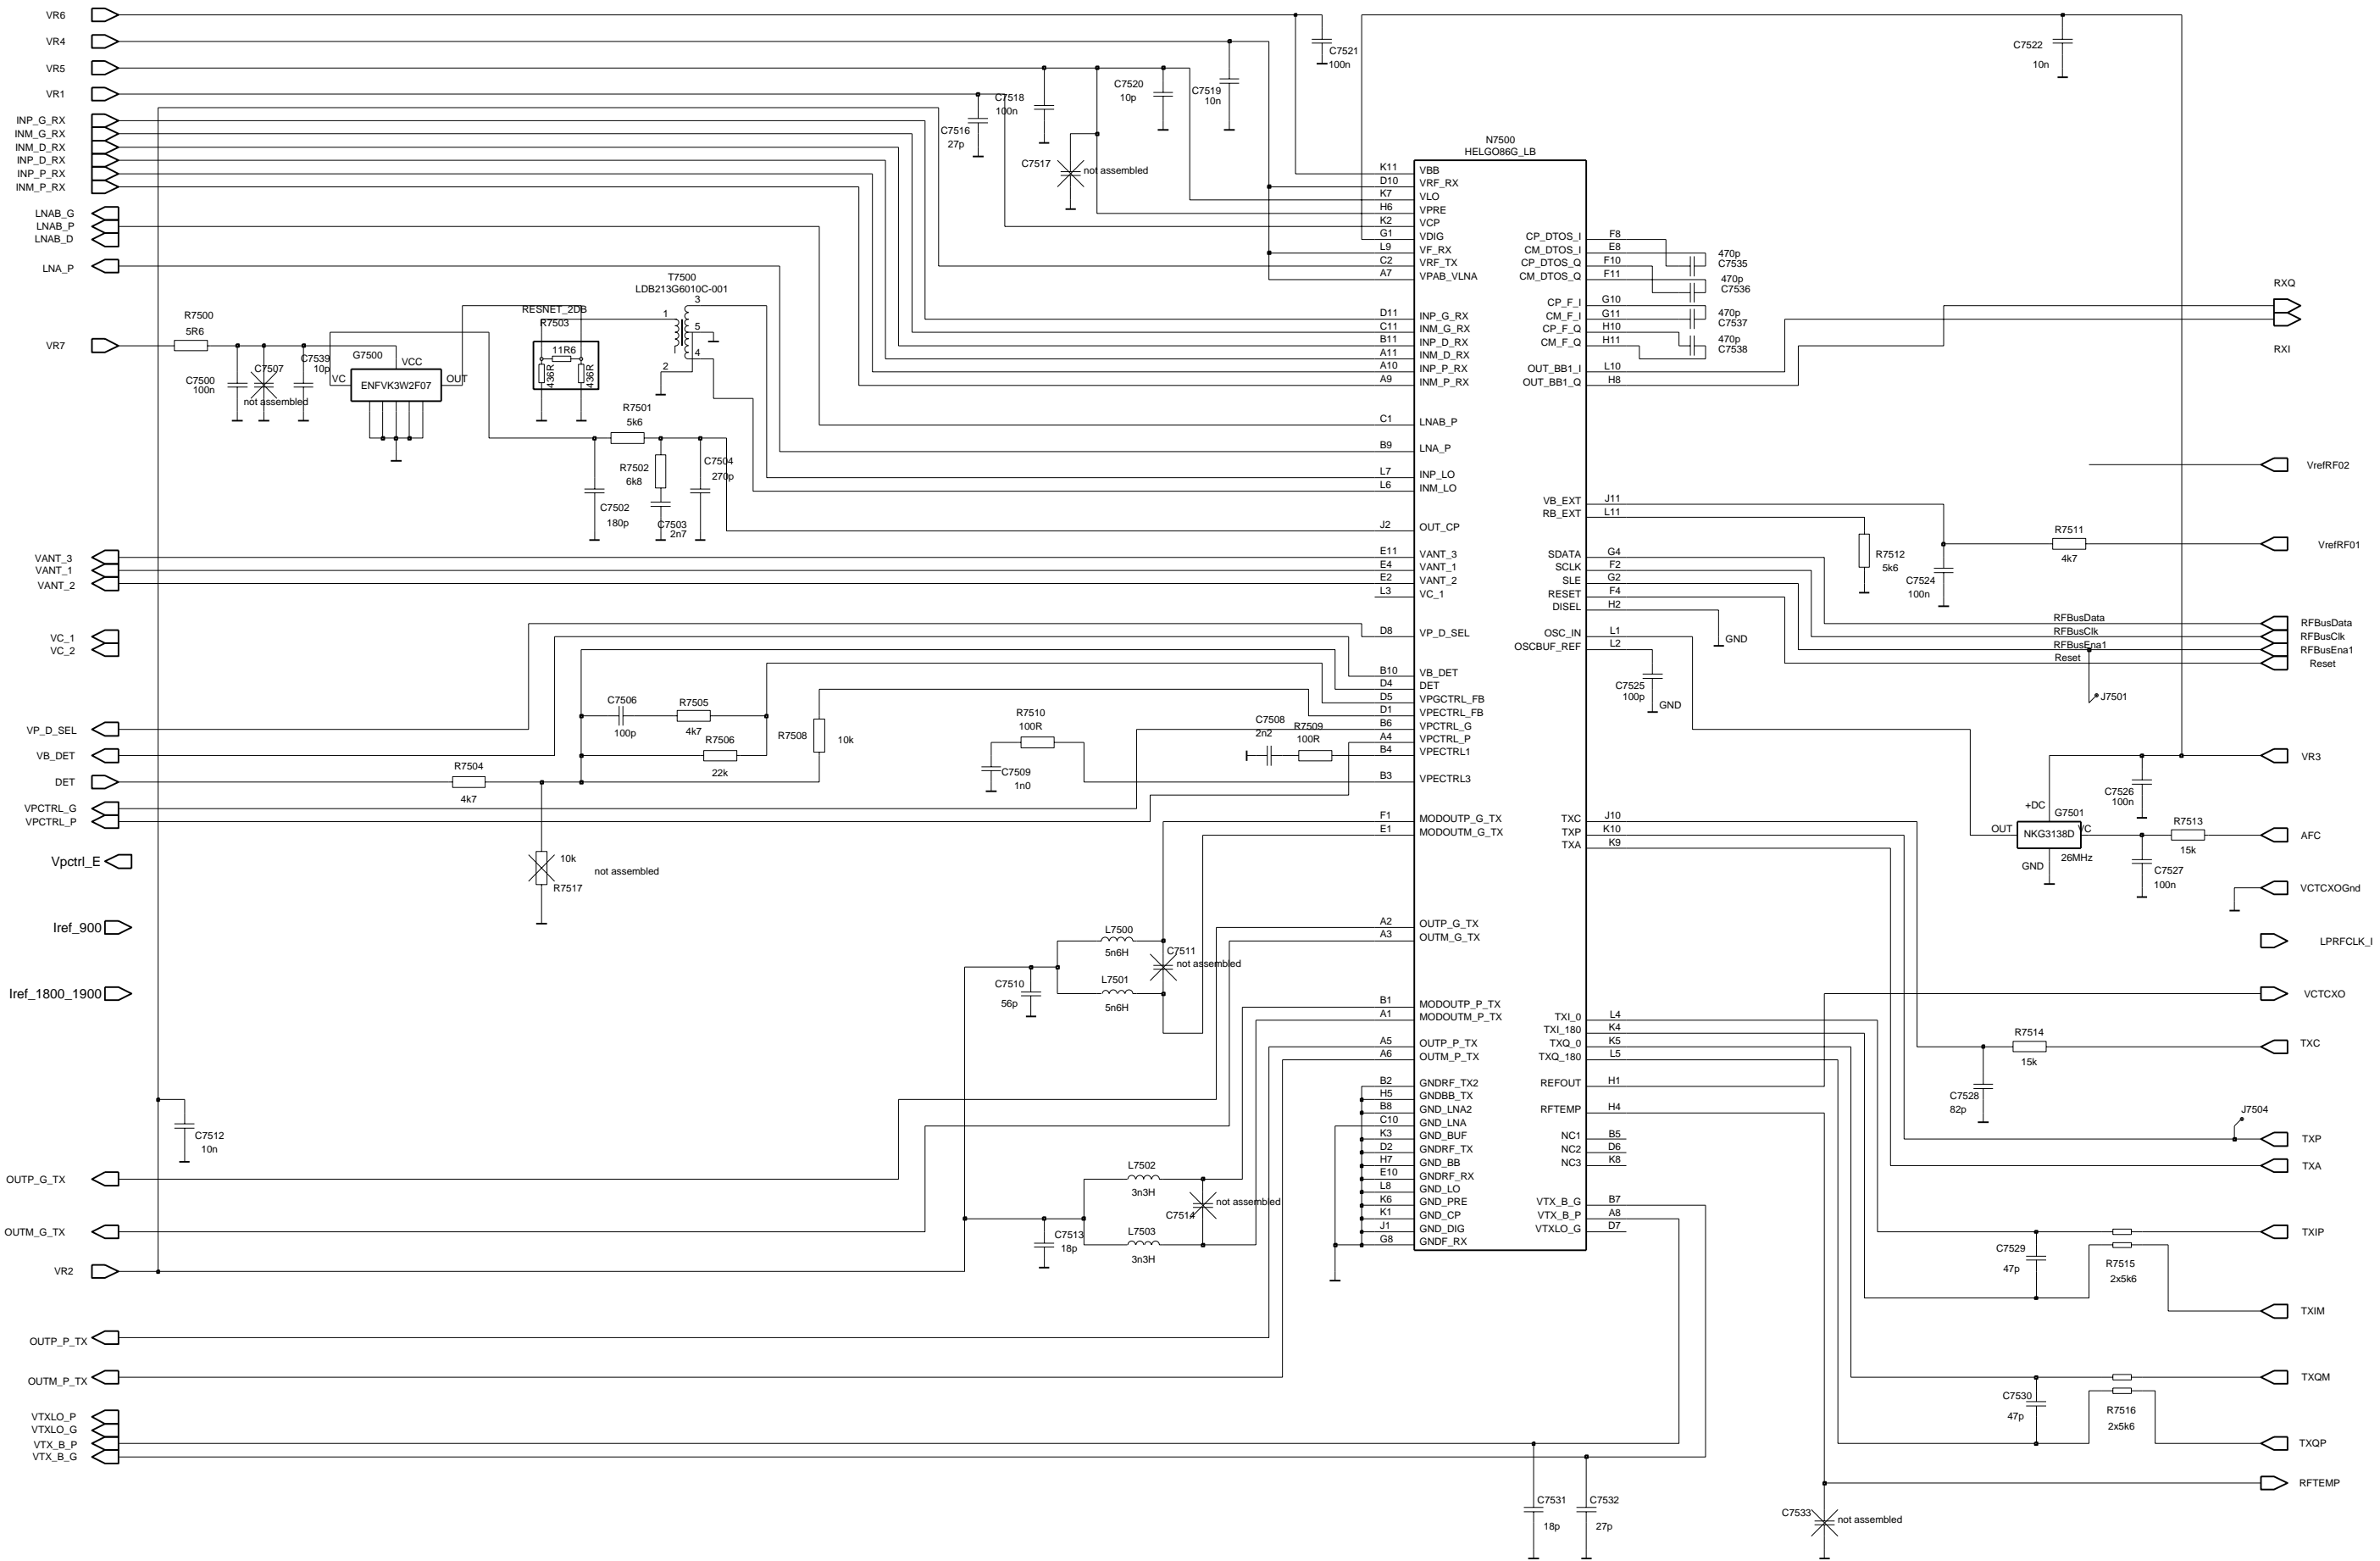 VR6
VR4
VR5
VR1
INP_G_RX
INM_G_RX
INM_D_RX
INP_D_RX
INP_P_RX
INM_P_RX
LNAB_G
LNAB_P
LNAB_D
LNA_P
VR7
R7500
5R6
C7500
100n
C7507
not assembled
C7539
10p
G7500
VCC
VC
ENFVK3W2F07
OUT
RESNET_2DB
R7503
11R6
436R
436R
T7500
LDB213G6010C-001
3
1
5
4
2
R7501
5k6
R7502
6k8
C7504
270p
C7502
180p
C7503
2n7
C7516
27p
C7518
100n
C7517
not assembled
C7520
10p
C7519
10n
C7521
100n
C7522
10n
VANT_3
VANT_1
VANT_2
VC_1
VC_2
VP_D_SEL
VB_DET
DET
VPCTRL_G
VPCTRL_P
Vpctrl_E
Iref_900
Iref_1800_1900
C7506
100p
R7505
4k7
R7506
22k
R7508
10k
R7504
4k7
10k
R7517
not assembled
R7510
100R
C7509
1n0
C7508
2n2
R7509
100R
L7500
5n6H
L7501
5n6H
C7511
not assembled
C7510
56p
C7512
10n
L7502
3n3H
L7503
3n3H
C7514
not assembled
C7513
18p
OUTP_G_TX
OUTM_G_TX
VR2
OUTP_P_TX
OUTM_P_TX
VTXLO_P
VTXLO_G
VTX_B_P
VTX_B_G
N7500
HELGO86G_LB
K11 VBB
D10 VRF_RX
K7 VLO
H6 VPRE
K2 VCP
G1 VDIG
L9 VF_RX
C2 VRF_TX
A7 VPAB_VLNA
D11 INP_G_RX
C11 INM_G_RX
B11 INP_D_RX
A11 INM_D_RX
A10 INP_P_RX
A9 INM_P_RX
C1 LNAB_P
B9 LNA_P
L7 INP_LO
L6 INM_LO
J2 OUT_CP
E11 VANT_3
E4 VANT_1
E2 VANT_2
L3 VC_1
D8 VP_D_SEL
B10 VB_DET
D4 DET
D5 VPGCTRL_FB
D1 VPECTRL_FB
B6 VPCTRL_G
A4 VPCTRL_P
B4 VPECTRL1
B3 VPECTRL3
F1 MODOUTP_G_TX
E1 MODOUTM_G_TX
A2 OUTP_G_TX
A3 OUTM_G_TX
B1 MODOUTP_P_TX
A1 MODOUTM_P_TX
A5 OUTP_P_TX
A6 OUTM_P_TX
B2 GNDRF_TX2
H5 GNDBB_TX
B8 GND_LNA2
C10 GND_LNA
K3 GND_BUF
D2 GNDRF_TX
H7 GND_BB
E10 GNDRF_RX
L8 GND_LO
K6 GND_PRE
K1 GND_CP
J1 GND_DIG
G8 GNDF_RX
CP_DTOS_I F8
CM_DTOS_I E8
CP_DTOS_Q F10
CM_DTOS_Q F11
CP_F_I G10
CM_F_I G11
CP_F_Q H10
CM_F_Q H11
OUT_BB1_I L10
OUT_BB1_Q H8
VB_EXT J11
RB_EXT L11
SDATA G4
SCLK F2
SLE G2
RESET F4
DISEL H2
OSC_IN L1
OSCBUF_REF L2
TXC J10
TXP K10
TXA K9
TXI_0 L4
TXI_180 K4
TXQ_0 K5
TXQ_180 L5
REFOUT H1
RFTEMP H4
NC1 B5
NC2 D6
NC3 K8
VTX_B_G B7
VTX_B_P A8
VTXLO_G D7
470p
C7535
470p
C7536
470p
C7537
470p
C7538
RXQ
RXI
VrefRF02
R7511
4k7
VrefRF01
R7512
5k6
C7524
100n
GND
C7525
100p
GND
RFBusData
RFBusClk
RFBusEna1
Reset
RFBusData
RFBusClk
RFBusEna1
Reset
J7501
VR3
C7526
100n
+DC
G7501
OUT
NKG3138D
VC
26MHz
GND
R7513
15k
AFC
C7527
100n
VCTCXOGnd
LPRFCLK_I
VCTCXO
R7514
15k
TXC
C7528
82p
J7504
TXP
TXA
C7529
47p
R7515
2x5k6
TXIP
TXIM
C7530
47p
R7516
2x5k6
TXQM
TXQP
RFTEMP
C7531
18p
C7532
27p
C7533
not assembled